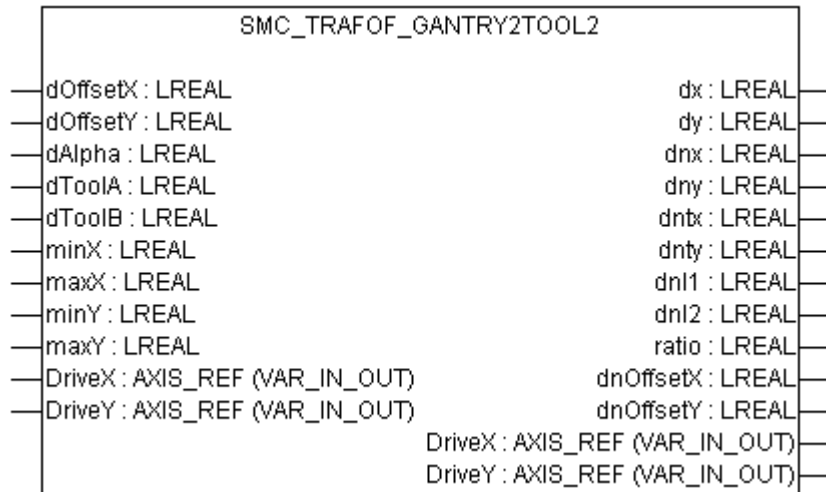 SMC_TRAFOF_GANTRY2TOOL2
dOffsetX : LREAL dx : LREAL
dOffsetY : LREAL dy : LREAL
dAlpha : LREAL dnx : LREAL
dToolA : LREAL dny : LREAL
dToolB : LREAL dntx : LREAL
minX : LREAL dnty : LREAL
maxX : LREAL dnl1 : LREAL
minY : LREAL dnl2 : LREAL
maxY : LREAL ratio : LREAL
DriveX : AXIS_REF (VAR_IN_OUT) dnOffsetX : LREAL
DriveY : AXIS_REF (VAR_IN_OUT) dnOffsetY : LREAL
DriveX : AXIS_REF (VAR_IN_OUT)
DriveY : AXIS_REF (VAR_IN_OUT)